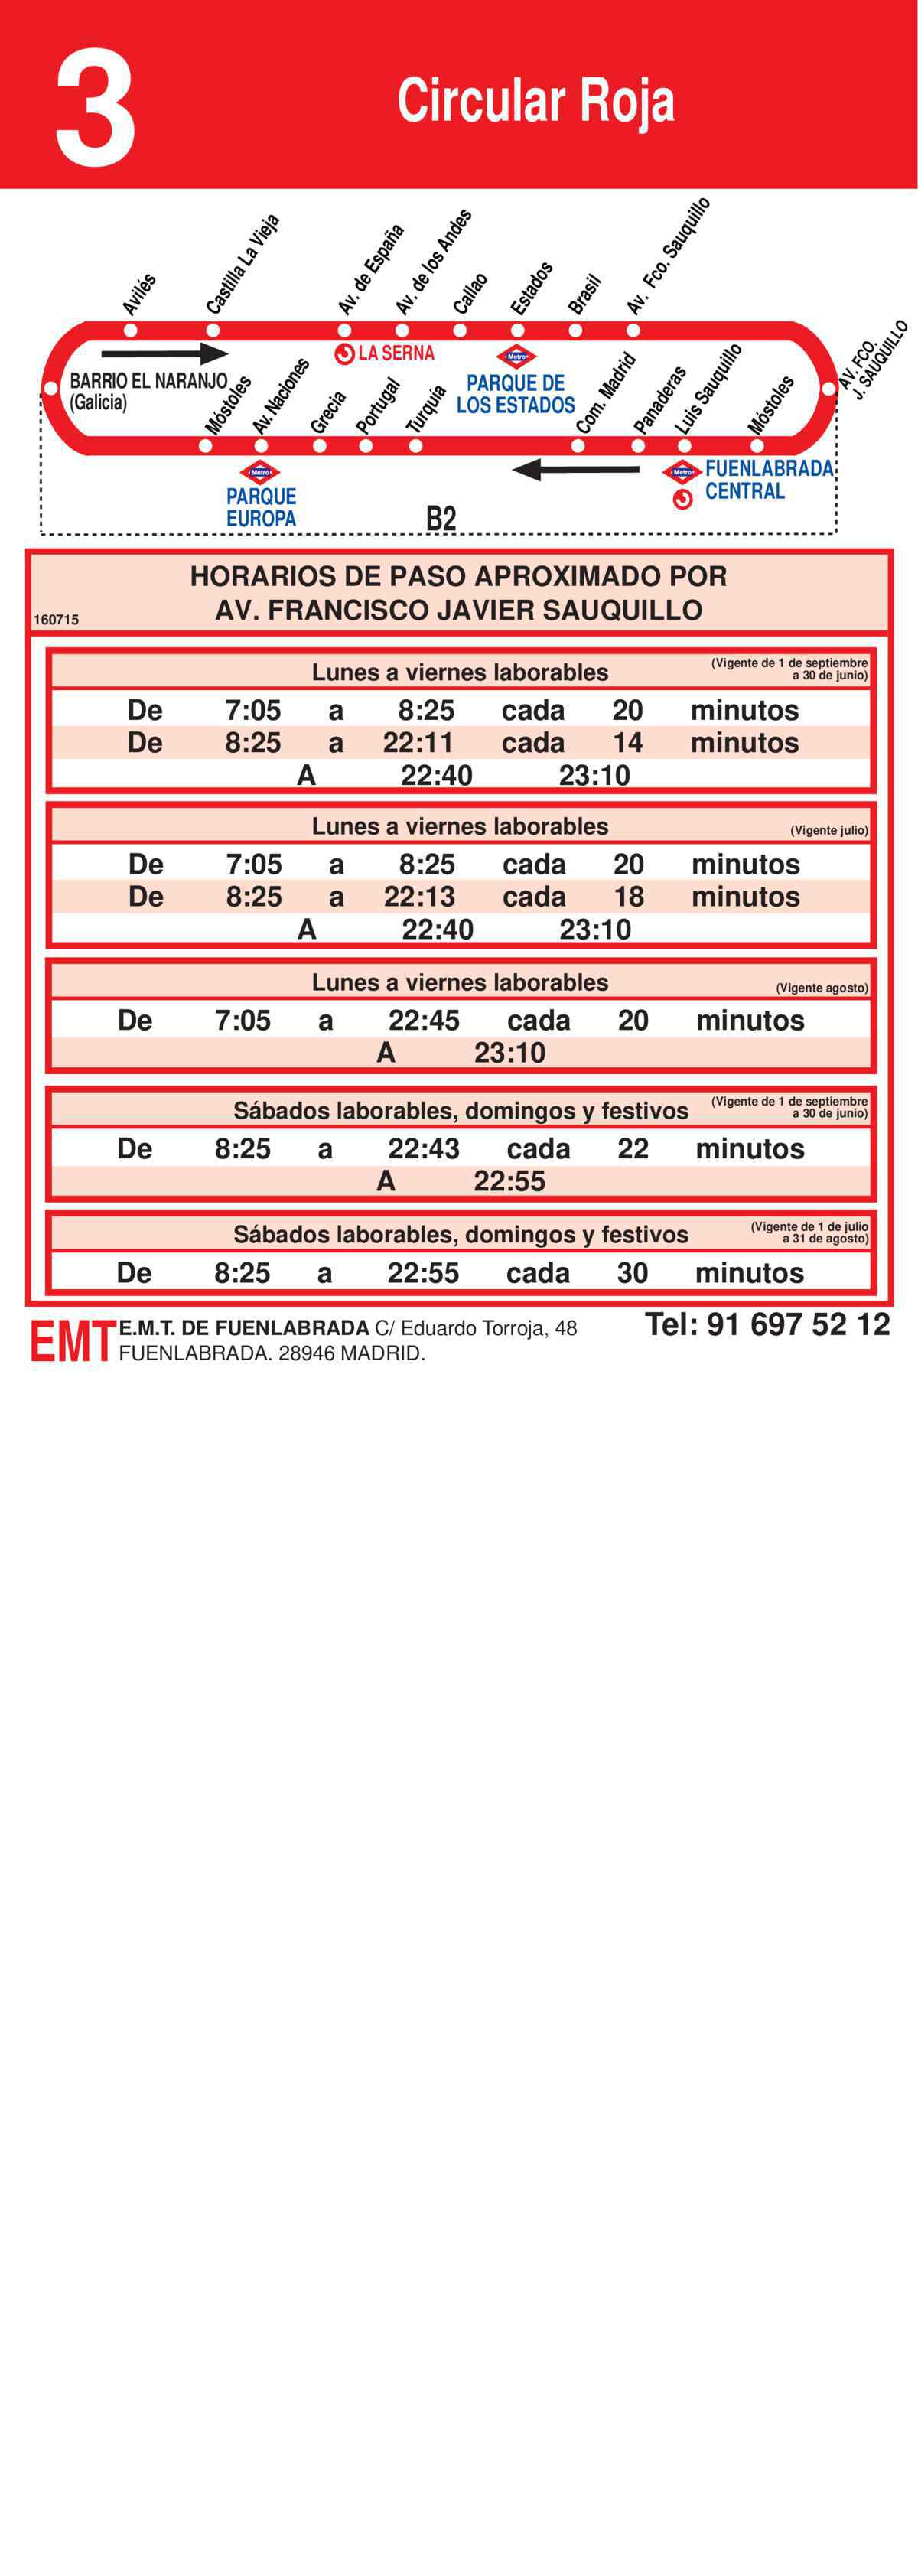 3
Circular Roja
Avilés
Castilla La Vieja
Av. de España
Av. de los Andes
Callao
Estados
Brasil
Av. Fco. Sauquillo
AV. FCO.
J. SAUQUILLO
LA SERNA
Metro
PARQUE DE
LOS ESTADOS
BARRIO EL NARANJO
(Galicia)
Móstoles
Av. Naciones
Grecia
Portugal
Turquía
Com. Madrid
Panaderas
Luis Sauquillo
Móstoles
Metro
PARQUE
EUROPA
Metro
FUENLABRADA
CENTRAL
B2
HORARIOS DE PASO APROXIMADO POR
AV. FRANCISCO JAVIER SAUQUILLO
160715
Lunes a viernes laborables
(Vigente de 1 de septiembre
a 30 de junio)
De 7:05 a 8:25 cada 20 minutos
De 8:25 a 22:11 cada 14 minutos
A 22:40 23:10
Lunes a viernes laborables
(Vigente julio)
De 7:05 a 8:25 cada 20 minutos
De 8:25 a 22:13 cada 18 minutos
A 22:40 23:10
Lunes a viernes laborables
(Vigente agosto)
De 7:05 a 22:45 cada 20 minutos
A 23:10
Sábados laborables, domingos y festivos
(Vigente de 1 de septiembre
a 30 de junio)
De 8:25 a 22:43 cada 22 minutos
A 22:55
Sábados laborables, domingos y festivos
(Vigente de 1 de julio
a 31 de agosto)
De 8:25 a 22:55 cada 30 minutos
EMT
E.M.T. DE FUENLABRADA C/ Eduardo Torroja, 48
FUENLABRADA. 28946 MADRID.
Tel: 91 697 52 12